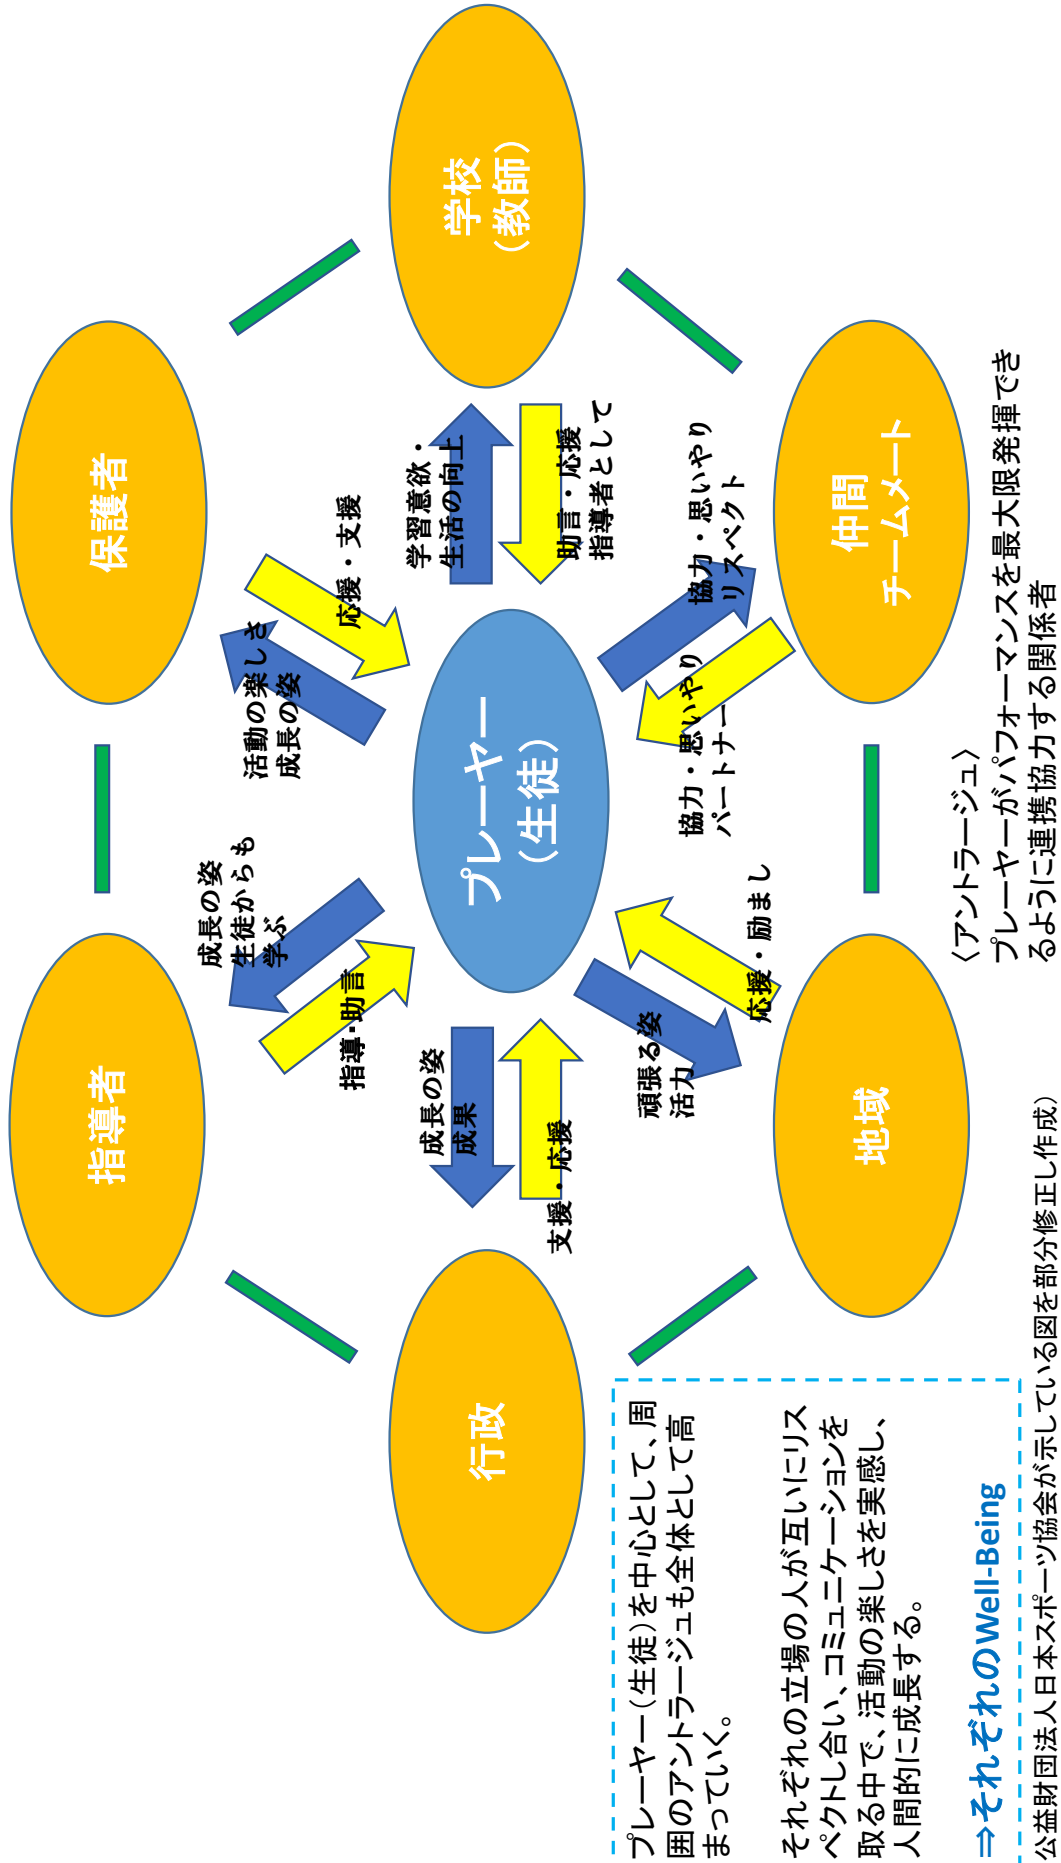 指導者
保護者
成長の姿
生徒からも
学ぶ
活動の楽しさ
成長の姿
指導・助言
応援・支援
行政
成長の姿
成果
支援・応援
プレーヤー
（生徒）
学習意欲・
生活の向上
助言・応援
指導者として
学校
（教師）
頑張る姿
活力
応援・励まし
協力・思いやり
パートナー
協力・思いやり
リスペクト
地域
仲間
チームメート
プレーヤー（生徒）を中心として、周
囲のアントラージュも全体として高
まっていく。
それぞれの立場の人が互いにリス
ペクトし合い、コミュニケーションを
取る中で、活動の楽しさを実感し、
人間的に成長する。
⇒それぞれのWell-Being
〈アントラージュ〉
プレーヤーがパフォーマンスを最大限発揮でき
るように連携協力する関係者
公益財団法人日本スポーツ協会が示している図を部分修正し作成）